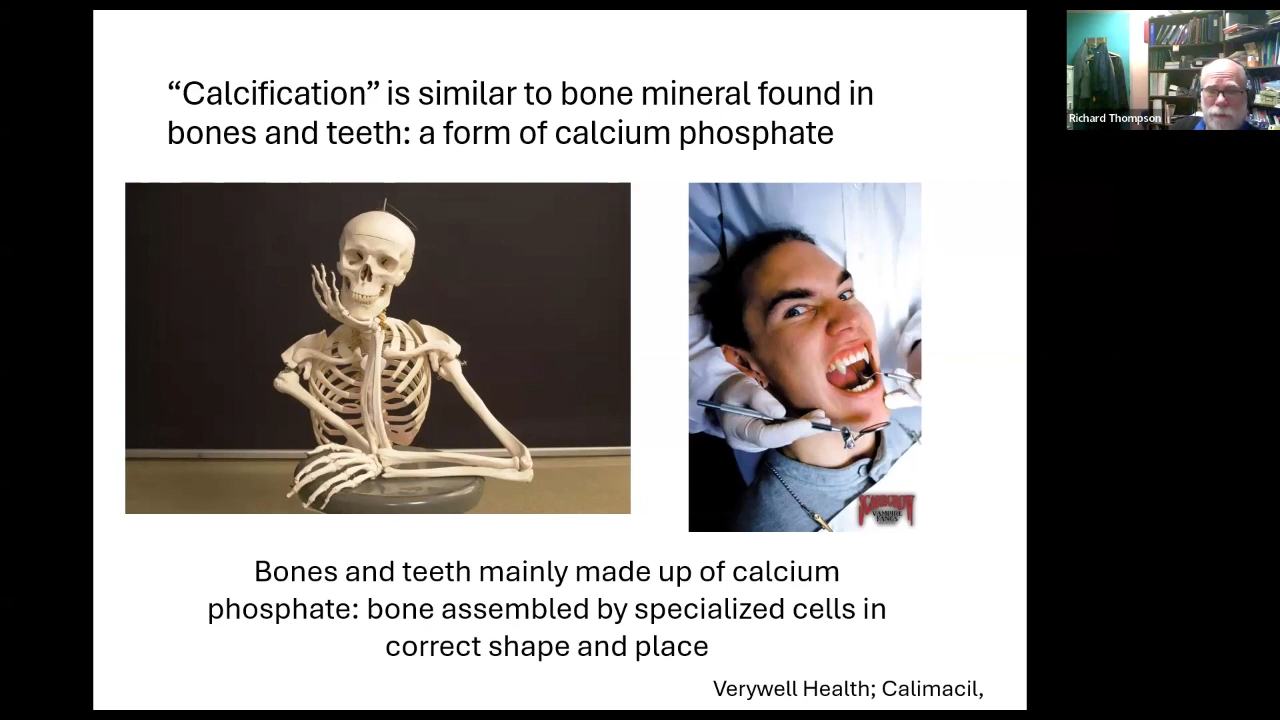 “Calcification” is similar to bone mineral found in
bones and teeth: a form of calcium phosphate
Richard Thompson
VAMPIRE
FANGS
Bones and teeth mainly made up of calcium
phosphate: bone assembled by specialized cells in
correct shape and place
Verywell Health; Calimacil,